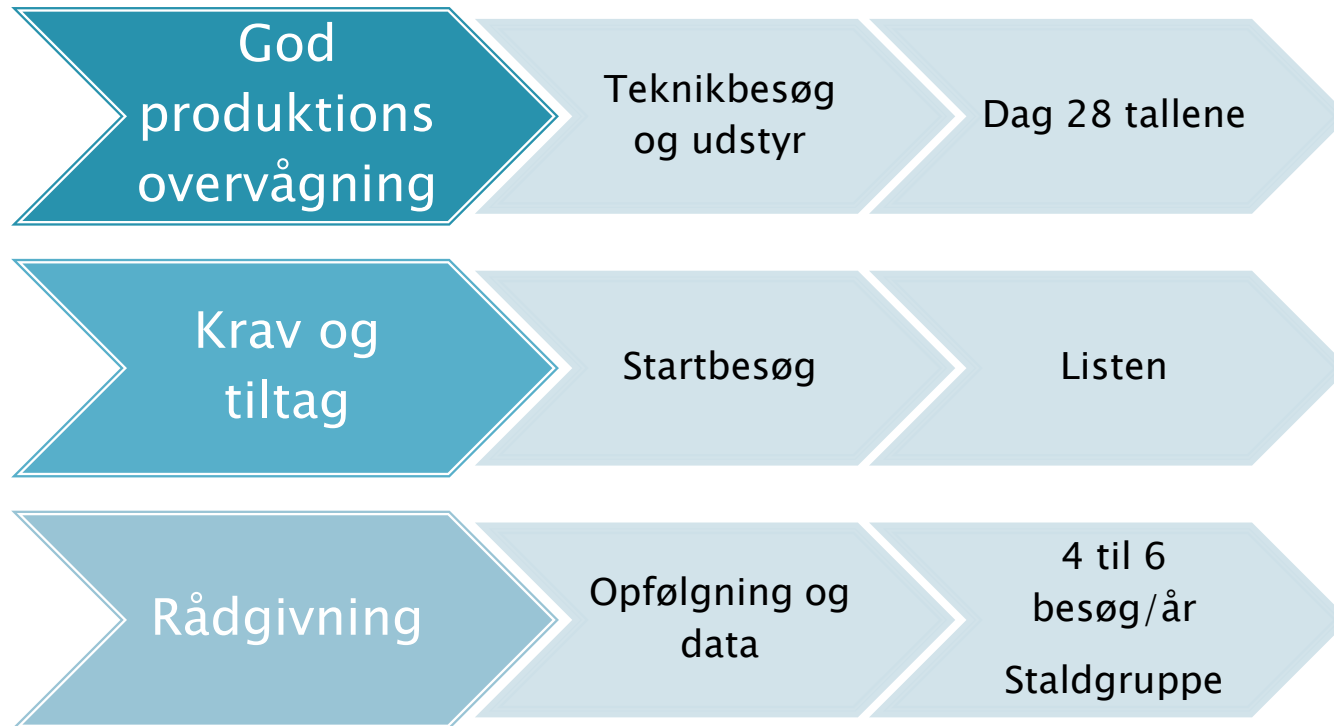 God
produktions
overvågning
Teknikbesøg
og udstyr
Dag 28 tallene
Krav og
tiltag
Startbesøg
Listen
Rådgivning
Opfølgning og
data
4 til 6
besøg/år
Staldgruppe